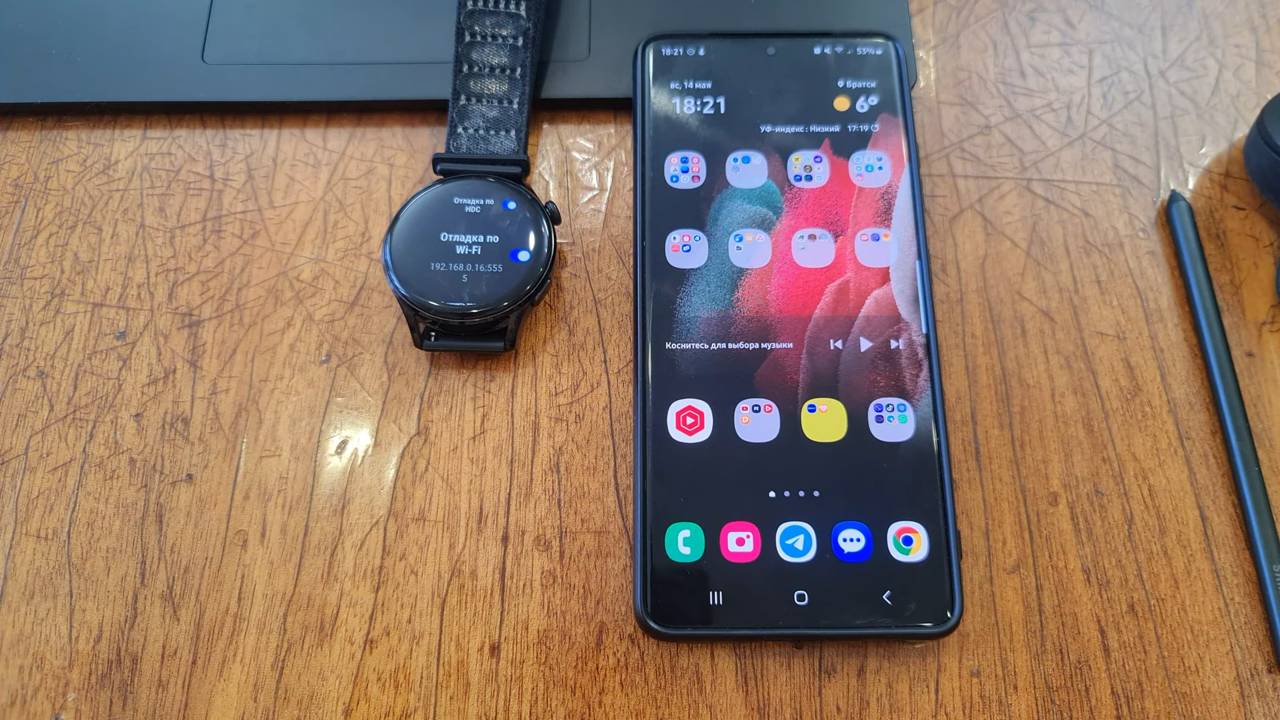 Отладка по
HDC
Отладка по
Wi-Fi
192.168.0.16:555
5
18:21
53%
вс, 14 мая
Братск
18:21
6°
УФ-индекс : Низкий 17:19
Коснитесь для выбора музыки